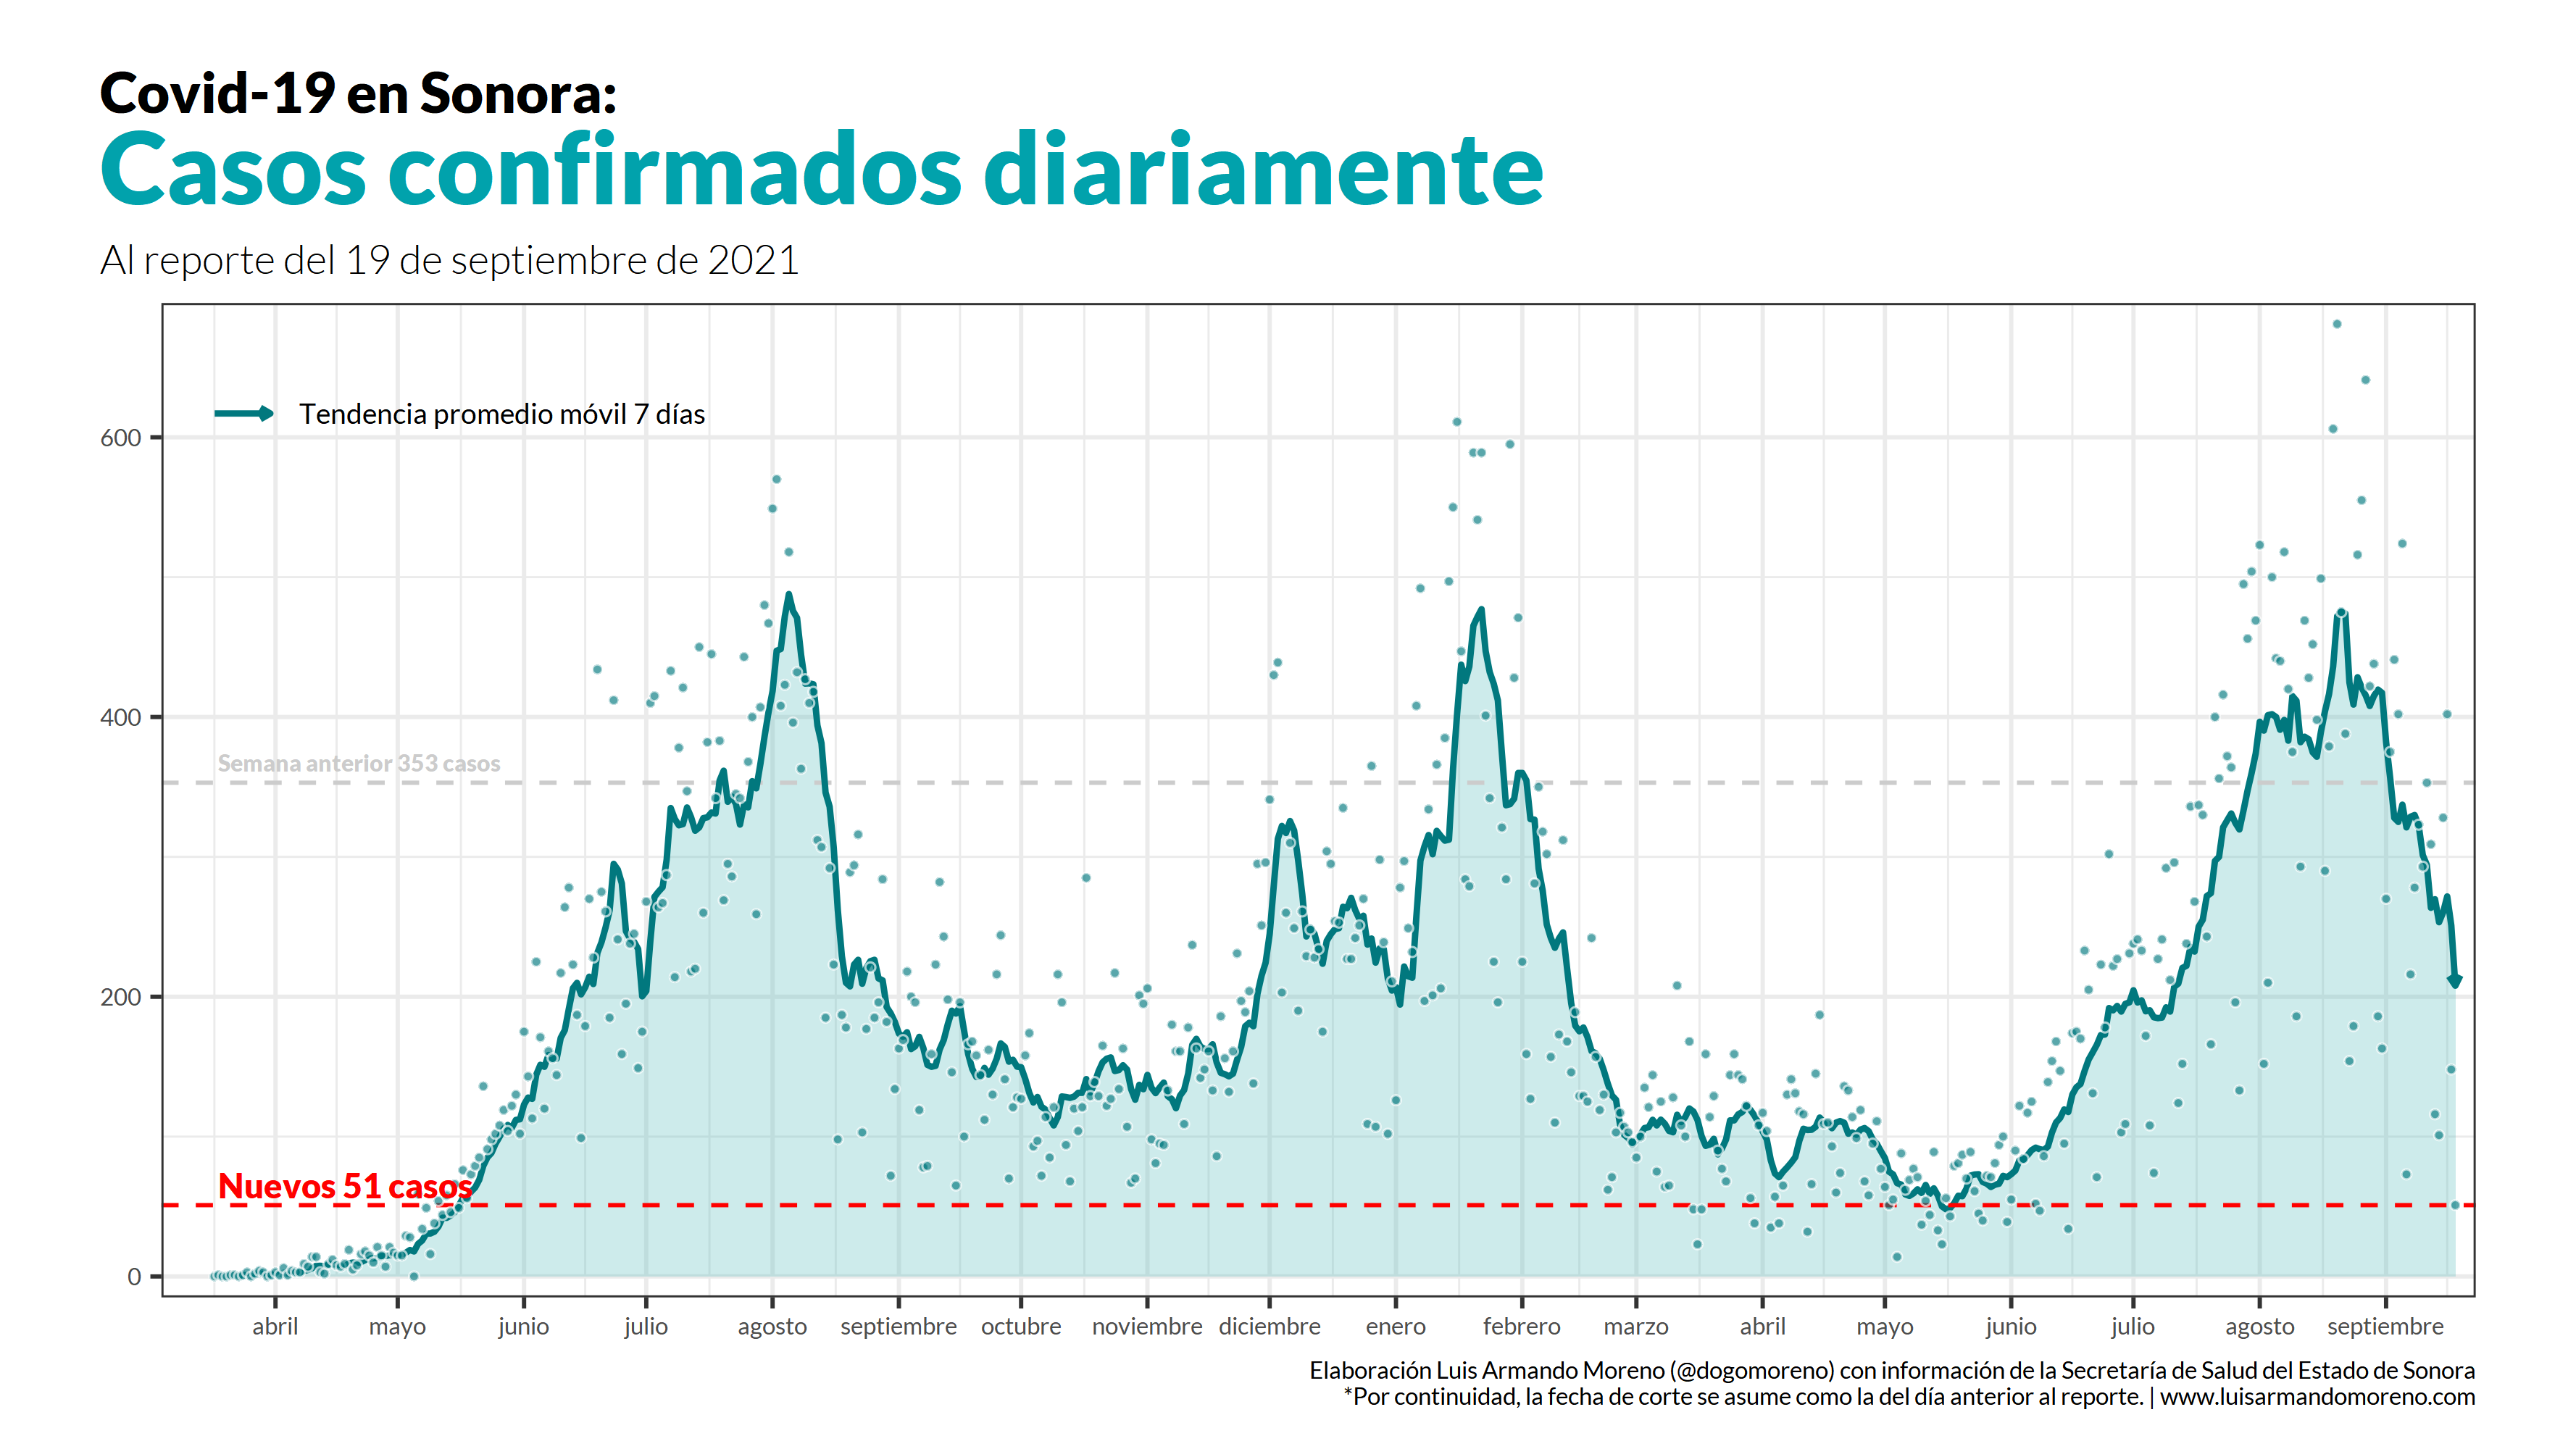 Covid-19 en Sonora:
Casos confirmados diariamente
Al reporte del 19 de septiembre de 2021
Tendencia promedio móvil 7 días
600
400
Semana anterior 353 casos
200
Nuevos 51 casos
0
abril mayo junio julio agosto septiembre octubre noviembre diciembre enero febrero marzo abril mayo junio julio agosto septiembre
Elaboración Luis Armando Moreno (@dogomoreno) con información de la Secretaría de Salud del Estado de Sonora
*Por continuidad, la fecha de corte se asume como la del día anterior al reporte. | www.luisarmandomoreno.com